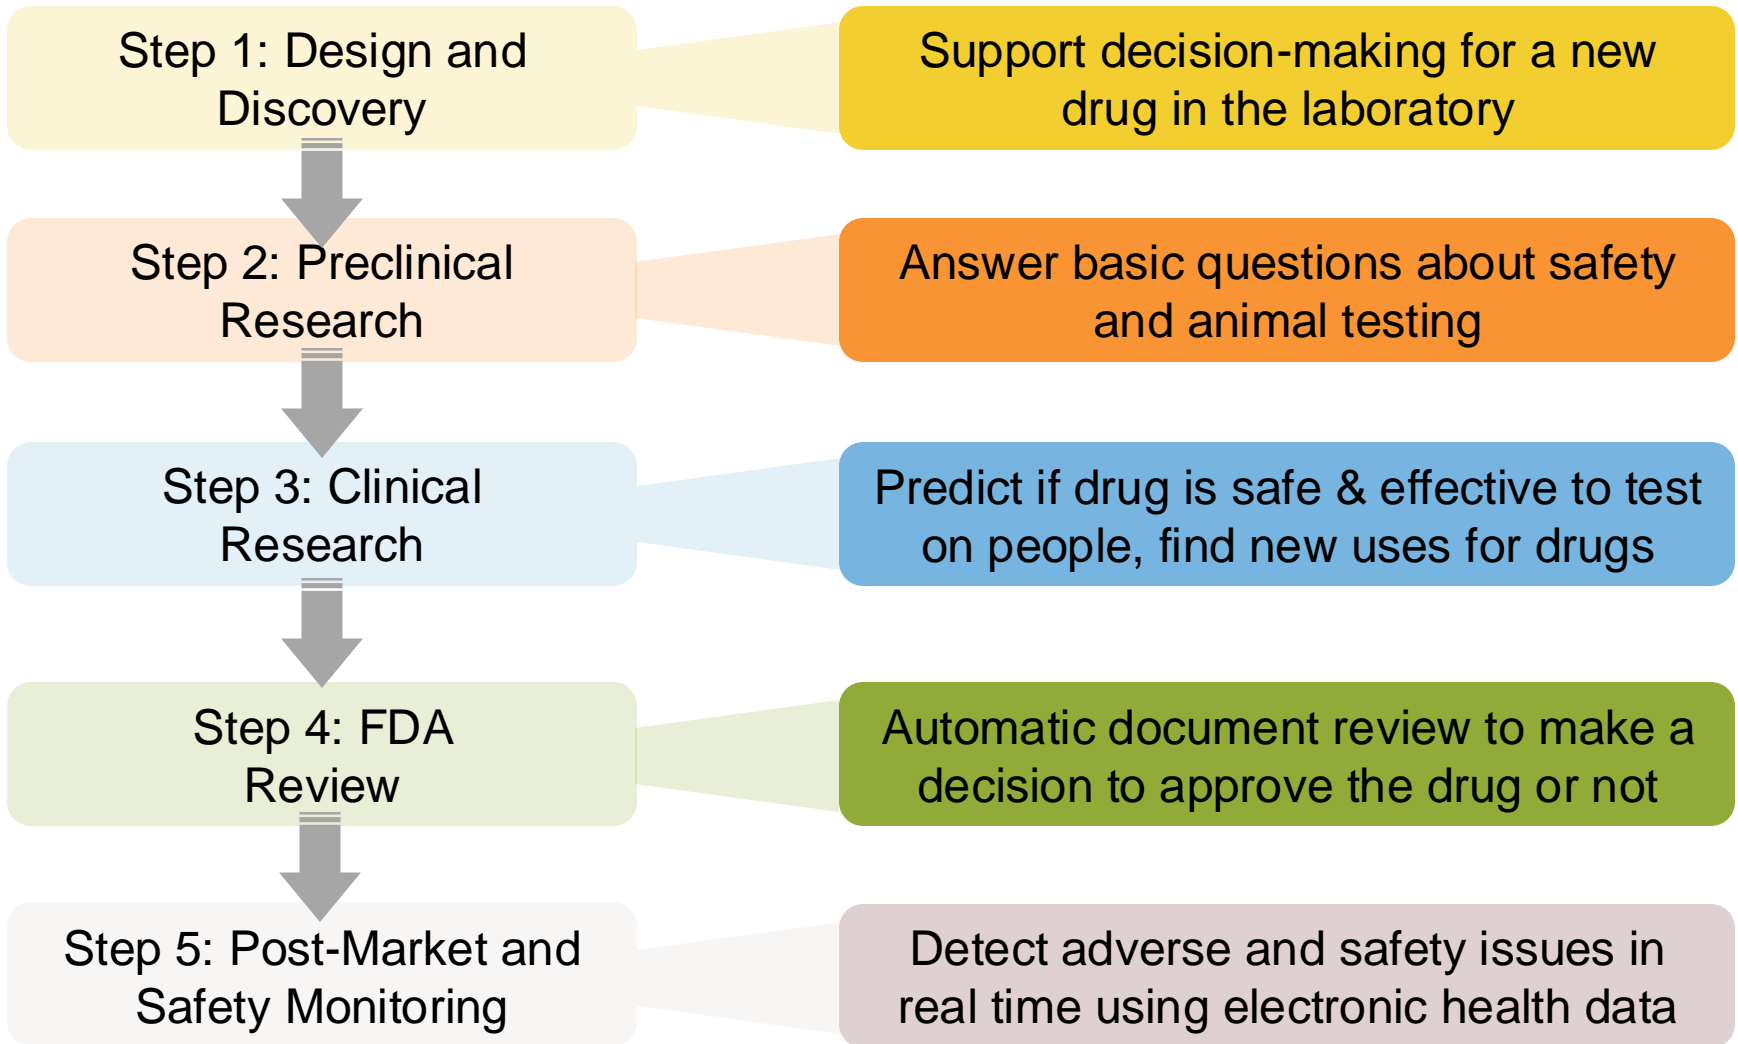 Step 1: Design and
Discovery
Support decision-making for a new
drug in the laboratory
Step 2: Preclinical
Research
Answer basic questions about safety
and animal testing
Step 3: Clinical
Research
Predict if drug is safe & effective to test
on people, find new uses for drugs
Step 4: FDA
Review
Automatic document review to make a
decision to approve the drug or not
Step 5: Post-Market and
Safety Monitoring
Detect adverse and safety issues in
real time using electronic health data